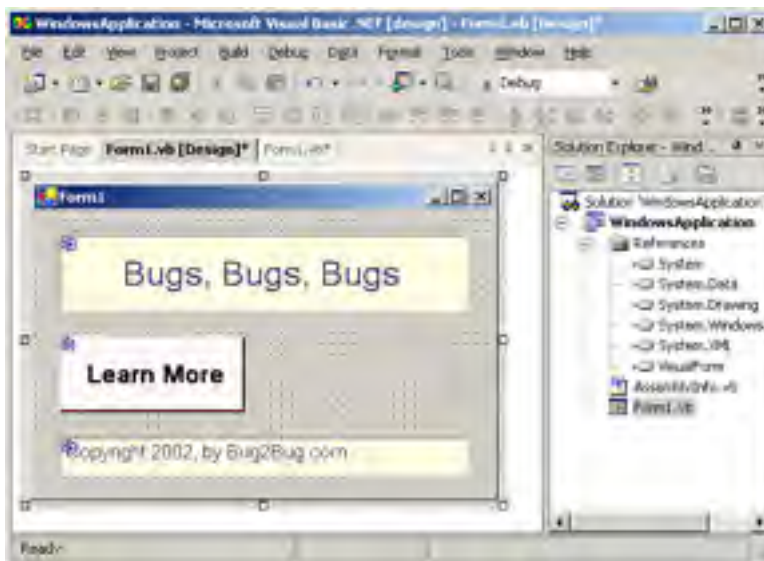 WindowsApplication - Microsoft Visual Basic .NET [design] - Form1.vb [Design]*
File Edit View Project Build Debug Data Format Tools Window Help
Debug
Start Page Form1.vb [Design]* Form1.vb*
Solution Explorer - Wind...
Form1
Solution 'WindowsApplication
WindowsApplication
References
Bugs, Bugs, Bugs
System
System.Data
System.Drawing
System.Windows
System.XML
Learn More
VisualForm
AssemblyInfo.vb
Form1.vb
Copyright 2002, by Bug2Bug.com
Ready